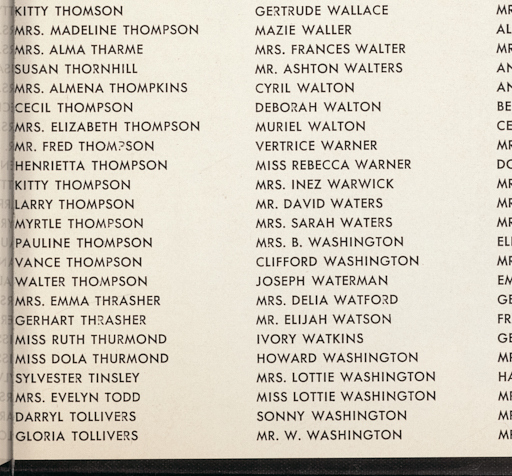 KITTY THOMSON
MRS. MADELINE THOMPSON
MRS. ALMA THARME
SUSAN THORNHILL
MRS. ALMENA THOMPKINS
CECIL THOMPSON
MRS. ELIZABETH THOMPSON
MR. FRED THOMPSON
HENRIETTA THOMPSON
KITTY THOMPSON
LARRY THOMPSON
MYRTLE THOMPSON
PAULINE THOMPSON
VANCE THOMPSON
WALTER THOMPSON
MRS. EMMA THRASHER
GERHART THRASHER
MISS RUTH THURMOND
MISS DOLA THURMOND
SYLVESTER TINSLEY
MRS. EVELYN TODD
DARRYL TOLLIVERS
GLORIA TOLLIVERS
GERTRUDE WALLACE
MAZIE WALLER
MRS. FRANCES WALTER
MR. ASHTON WALTERS
CYRIL WALTON
DEBORAH WALTON
MURIEL WALTON
VERTRICE WARNER
MISS REBECCA WARNER
MRS. INEZ WARWICK
MR. DAVID WATERS
MRS. SARAH WATERS
MRS. B. WASHINGTON
CLIFFORD WASHINGTON
JOSEPH WATERMAN
MRS. DELIA WATFORD
MR. ELIJAH WATSON
IVORY WATKINS
HOWARD WASHINGTON
MRS. LOTTIE WASHINGTON
MISS LOTTIE WASHINGTON
SONNY WASHINGTON
MR. W. WASHINGTON